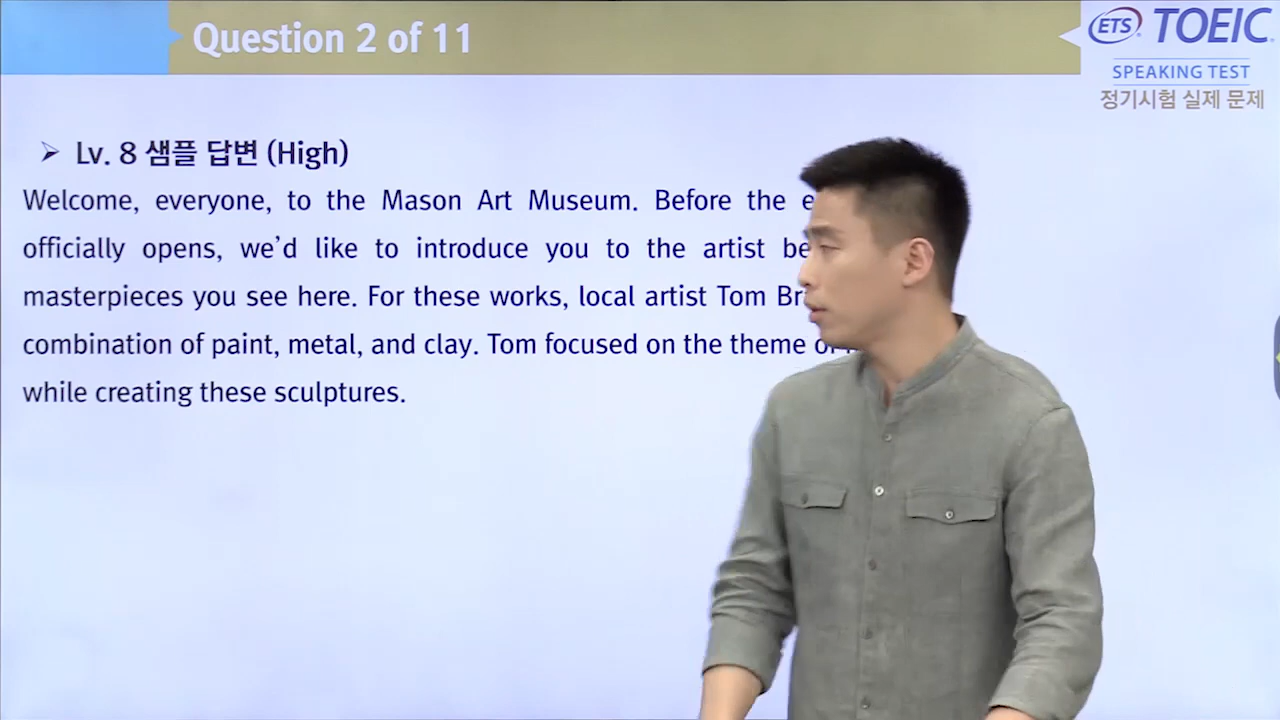 Question 2 of 11
ETS TOEIC
SPEAKING TEST
정기시험 실제 문제
➢ Lv. 8 샘플 답변 (High)
Welcome, everyone, to the Mason Art Museum. Before the
officially opens, we'd like to introduce you to the artist
masterpieces you see here. For these works, local artist Tom
combination of paint, metal, and clay. Tom focused on the theme
while creating these sculptures.